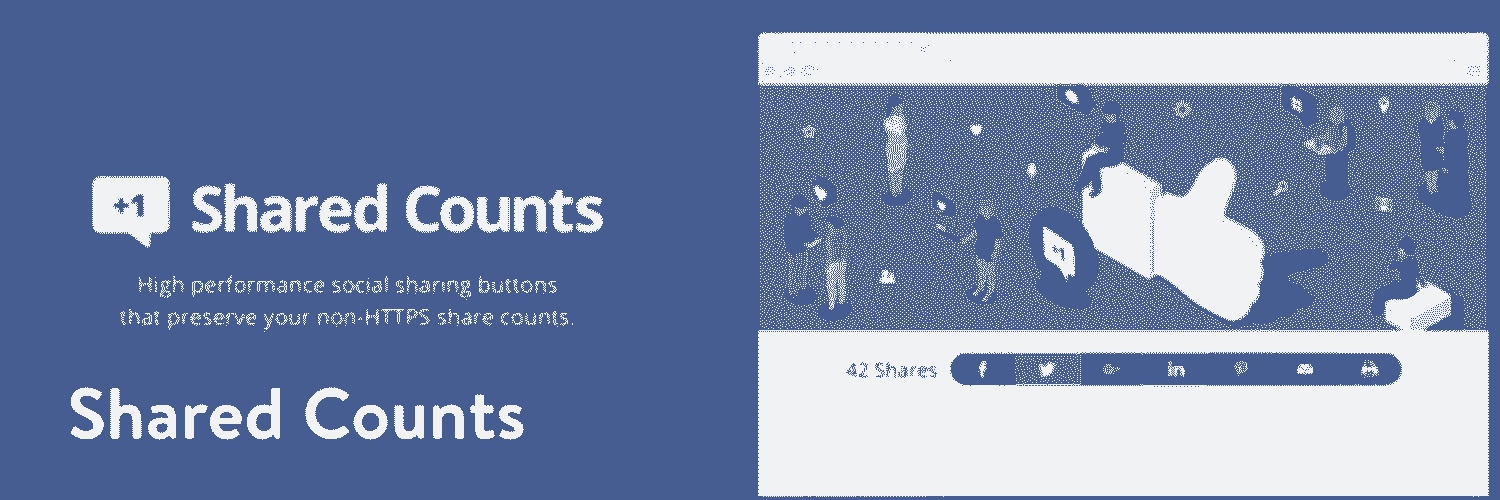 +1 Shared Counts
High performance social sharing buttons
that preserve your non-HTTPS share counts.
Shared Counts
+1
42 Shares